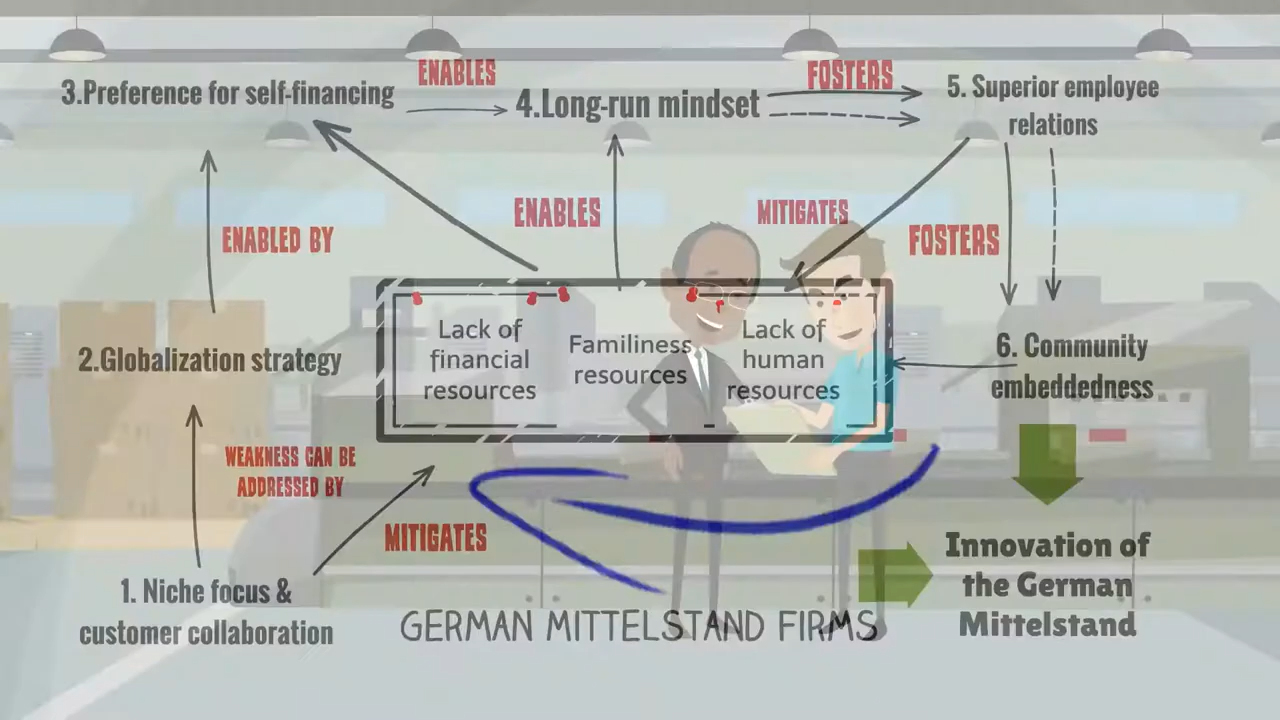 3.Preference for self-financing
ENABLES
4.Long-run mindset
FOSTERS
5. Superior employee
relations
ENABLED BY
ENABLES
MITIGATES
FOSTERS
2.Globalization strategy
Lack of
financial
resources
Familiness
resources
Lack of
human
resources
6. Community
embeddedness
WEAKNESS CAN BE
ADDRESSED BY
MITIGATES
1. Niche focus &
customer collaboration
GERMAN MITTELSTAND FIRMS
Innovation of
the German
Mittelstand